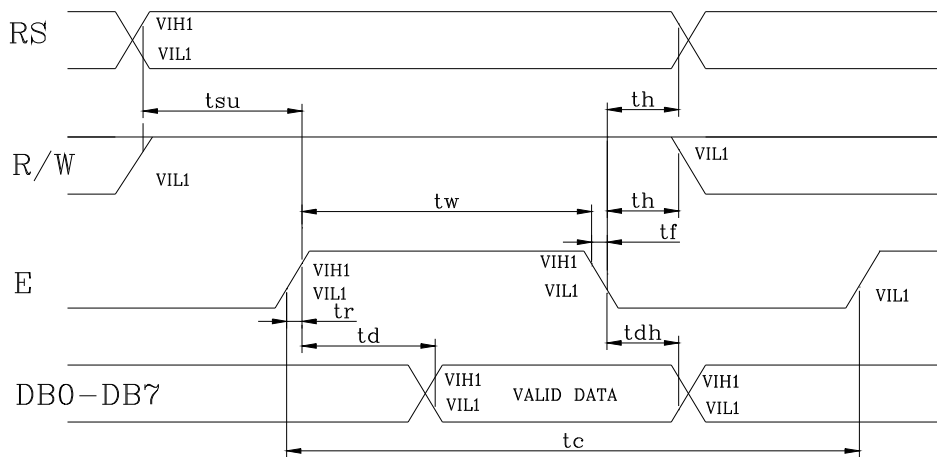 RS
VIH1
VIL1
tsu
th
R/W
VIL1
VIL1
tw
th
tf
E
VIH1
VIL1
VIH1
VIL1
VIL1
tr
td
tdh
DB0-DB7
VIH1
VIL1
VALID DATA
VIH1
VIL1
tc